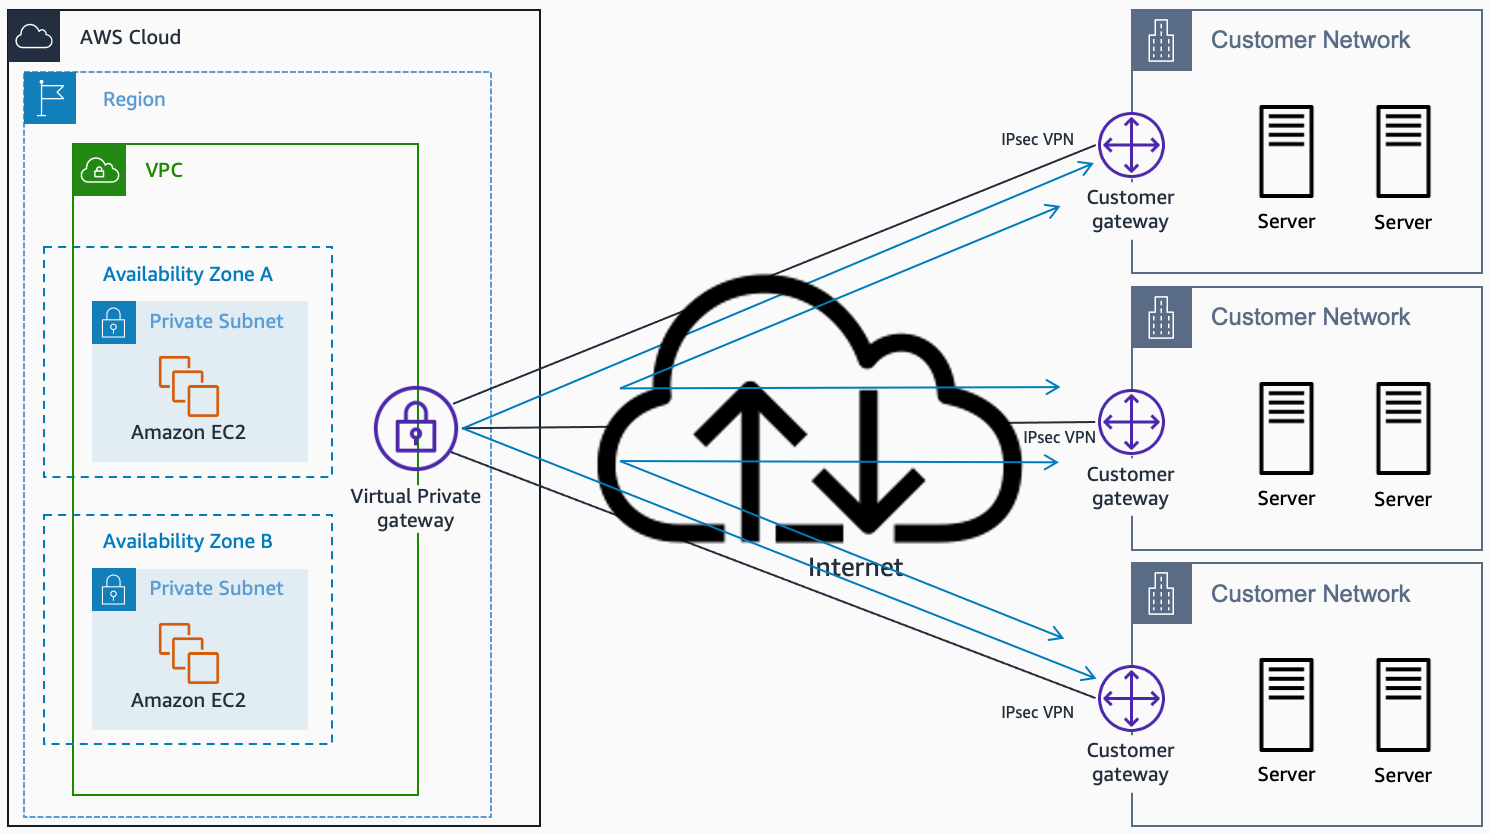 AWS Cloud
Region
VPC
Availability Zone A
Private Subnet
Amazon EC2
Virtual Private
gateway
Availability Zone B
Private Subnet
Amazon EC2
Internet
IPsec VPN
Customer
gateway
Customer Network
Server
Server
IPsec VPN
Customer
gateway
Customer Network
Server
Server
IPsec VPN
Customer
gateway
Customer Network
Server
Server